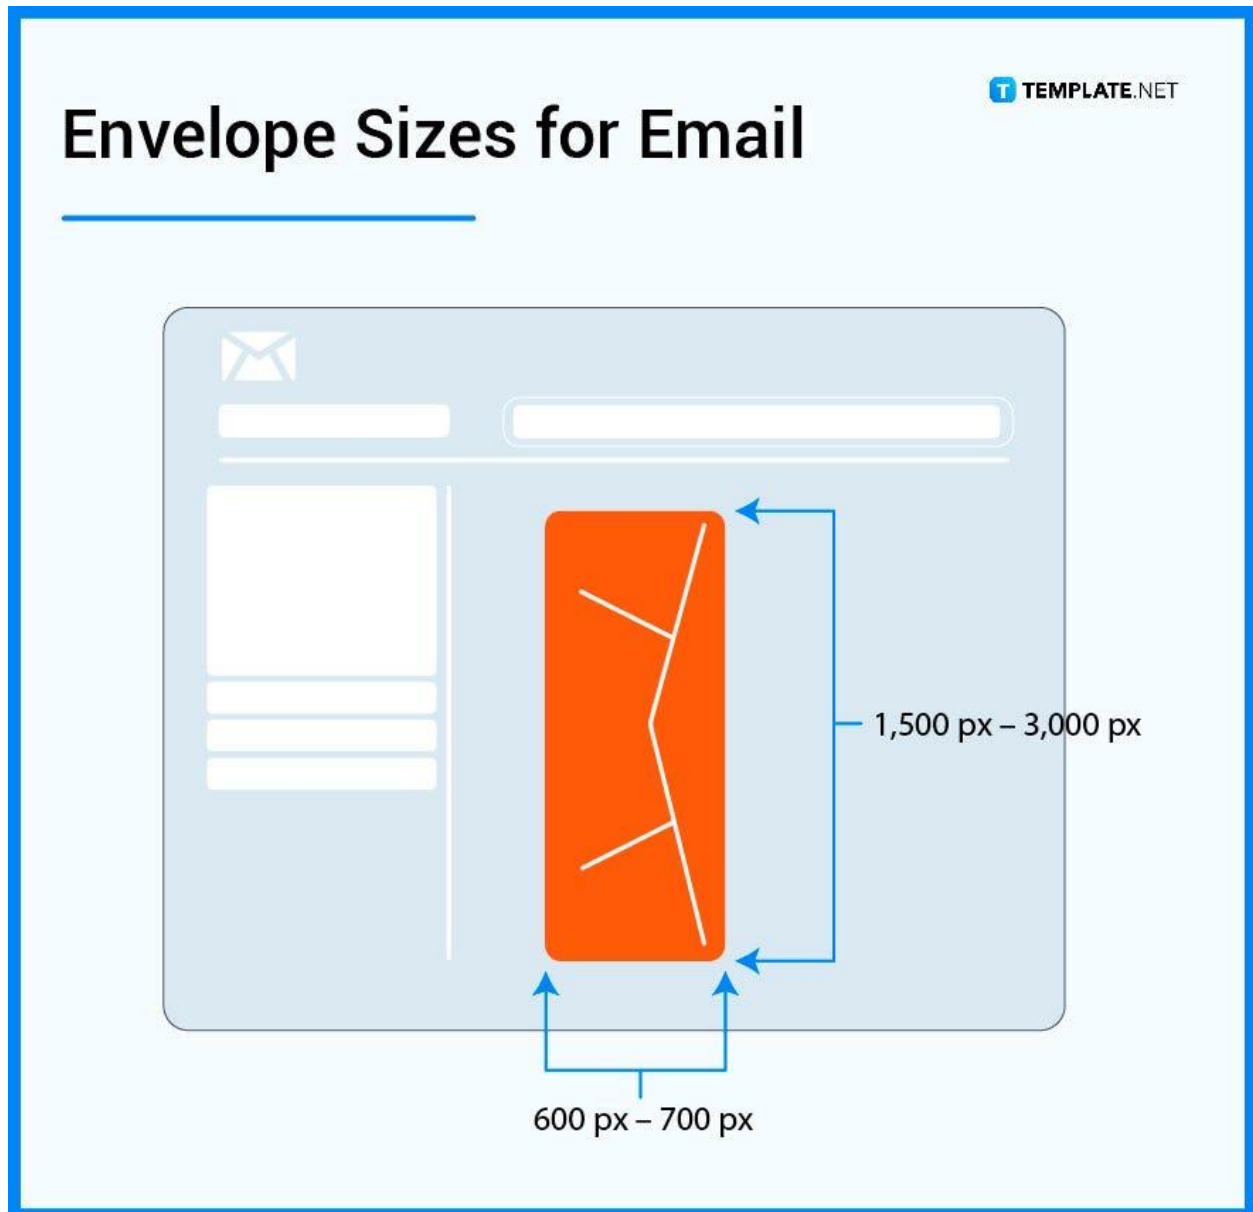 TEMPLATE.NET
Envelope Sizes for Email
1,500 px – 3,000 px
600 px – 700 px